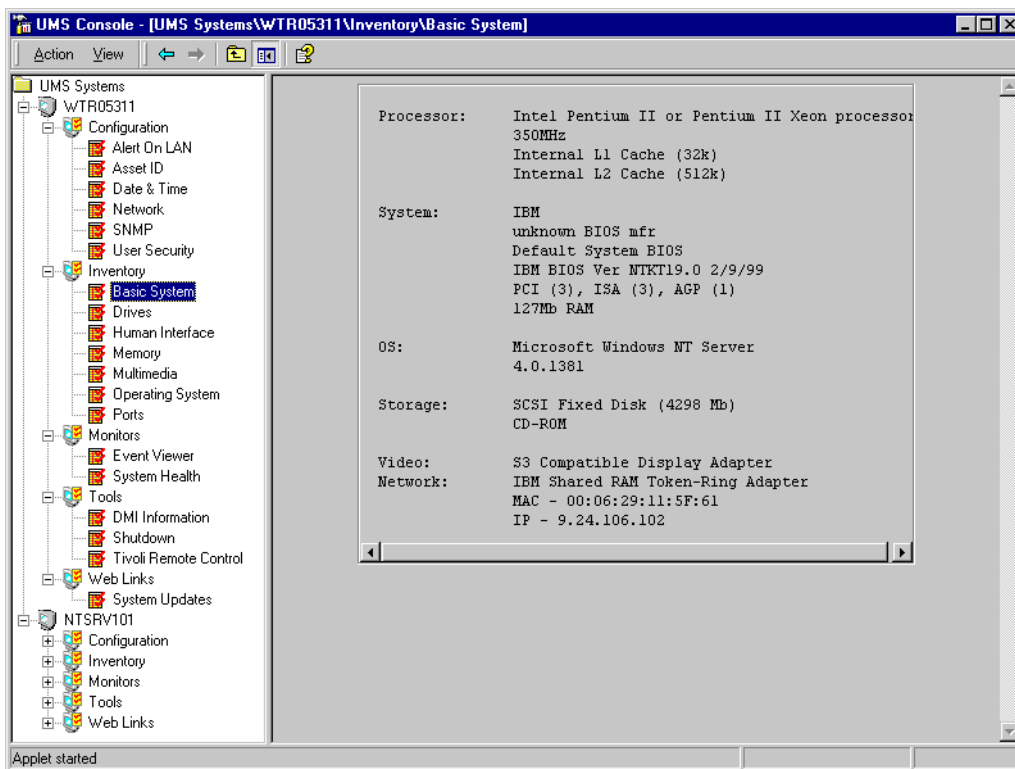 UMS Console - [UMS Systems\WTR05311\Inventory\Basic System]
Action View
UMS Systems
WTR05311
Configuration
Alert On LAN
Asset ID
Date & Time
Network
SNMP
User Security
Inventory
Basic System
Drives
Human Interface
Memory
Multimedia
Operating System
Ports
Monitors
Event Viewer
System Health
Tools
DMI Information
Shutdown
Tivoli Remote Control
Web Links
System Updates
NTSRV101
Configuration
Inventory
Monitors
Tools
Web Links
Processor: Intel Pentium II or Pentium II Xeon processor
350MHz
Internal L1 Cache (32k)
Internal L2 Cache (512k)
System: IBM
unknown BIOS mfr
Default System BIOS
IBM BIOS Ver NTKT19.0 2/9/99
PCI (3), ISA (3), AGP (1)
127Mb RAM
OS: Microsoft Windows NT Server
4.0.1381
Storage: SCSI Fixed Disk (4298 Mb)
CD-ROM
Video: S3 Compatible Display Adapter
Network: IBM Shared RAM Token-Ring Adapter
MAC - 00:06:29:11:5F:61
IP - 9.24.106.102
Applet started